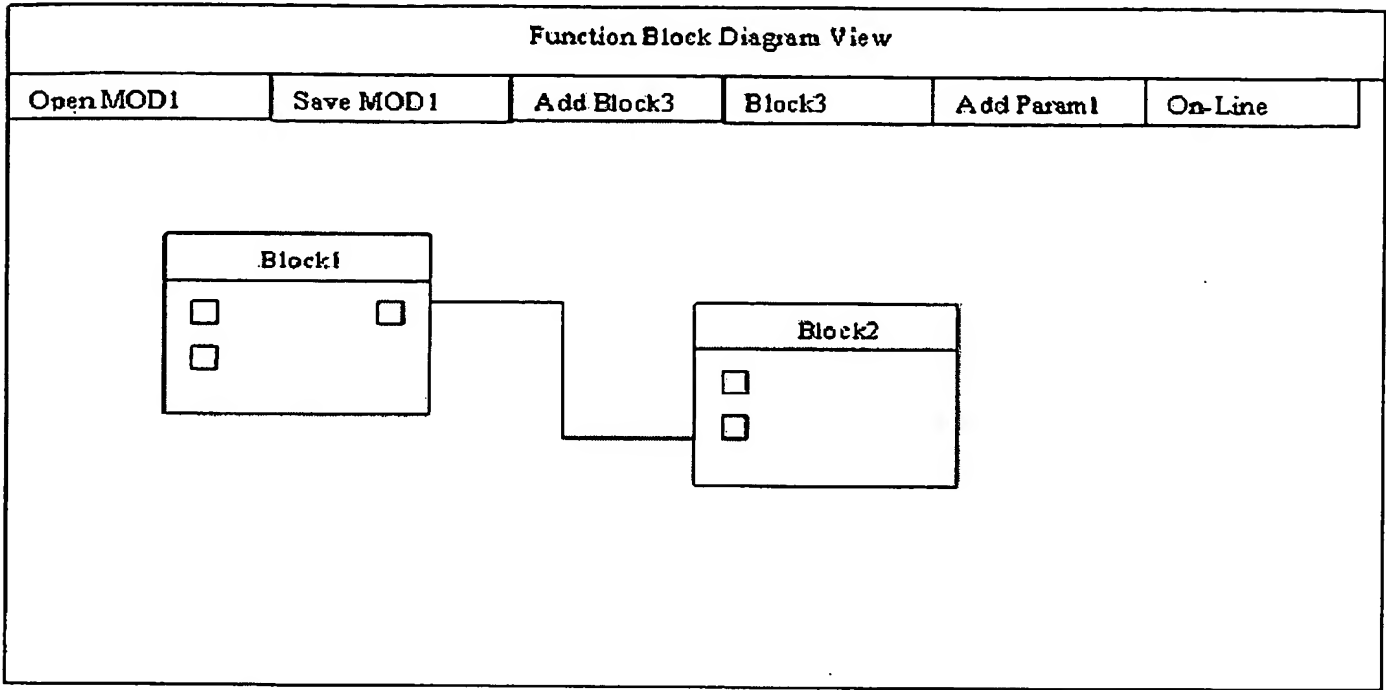 Function Block Diagram View
Open MOD1 Save MOD1 Add Block3 Block3 Add Param1 On-Line
Block1
Block2